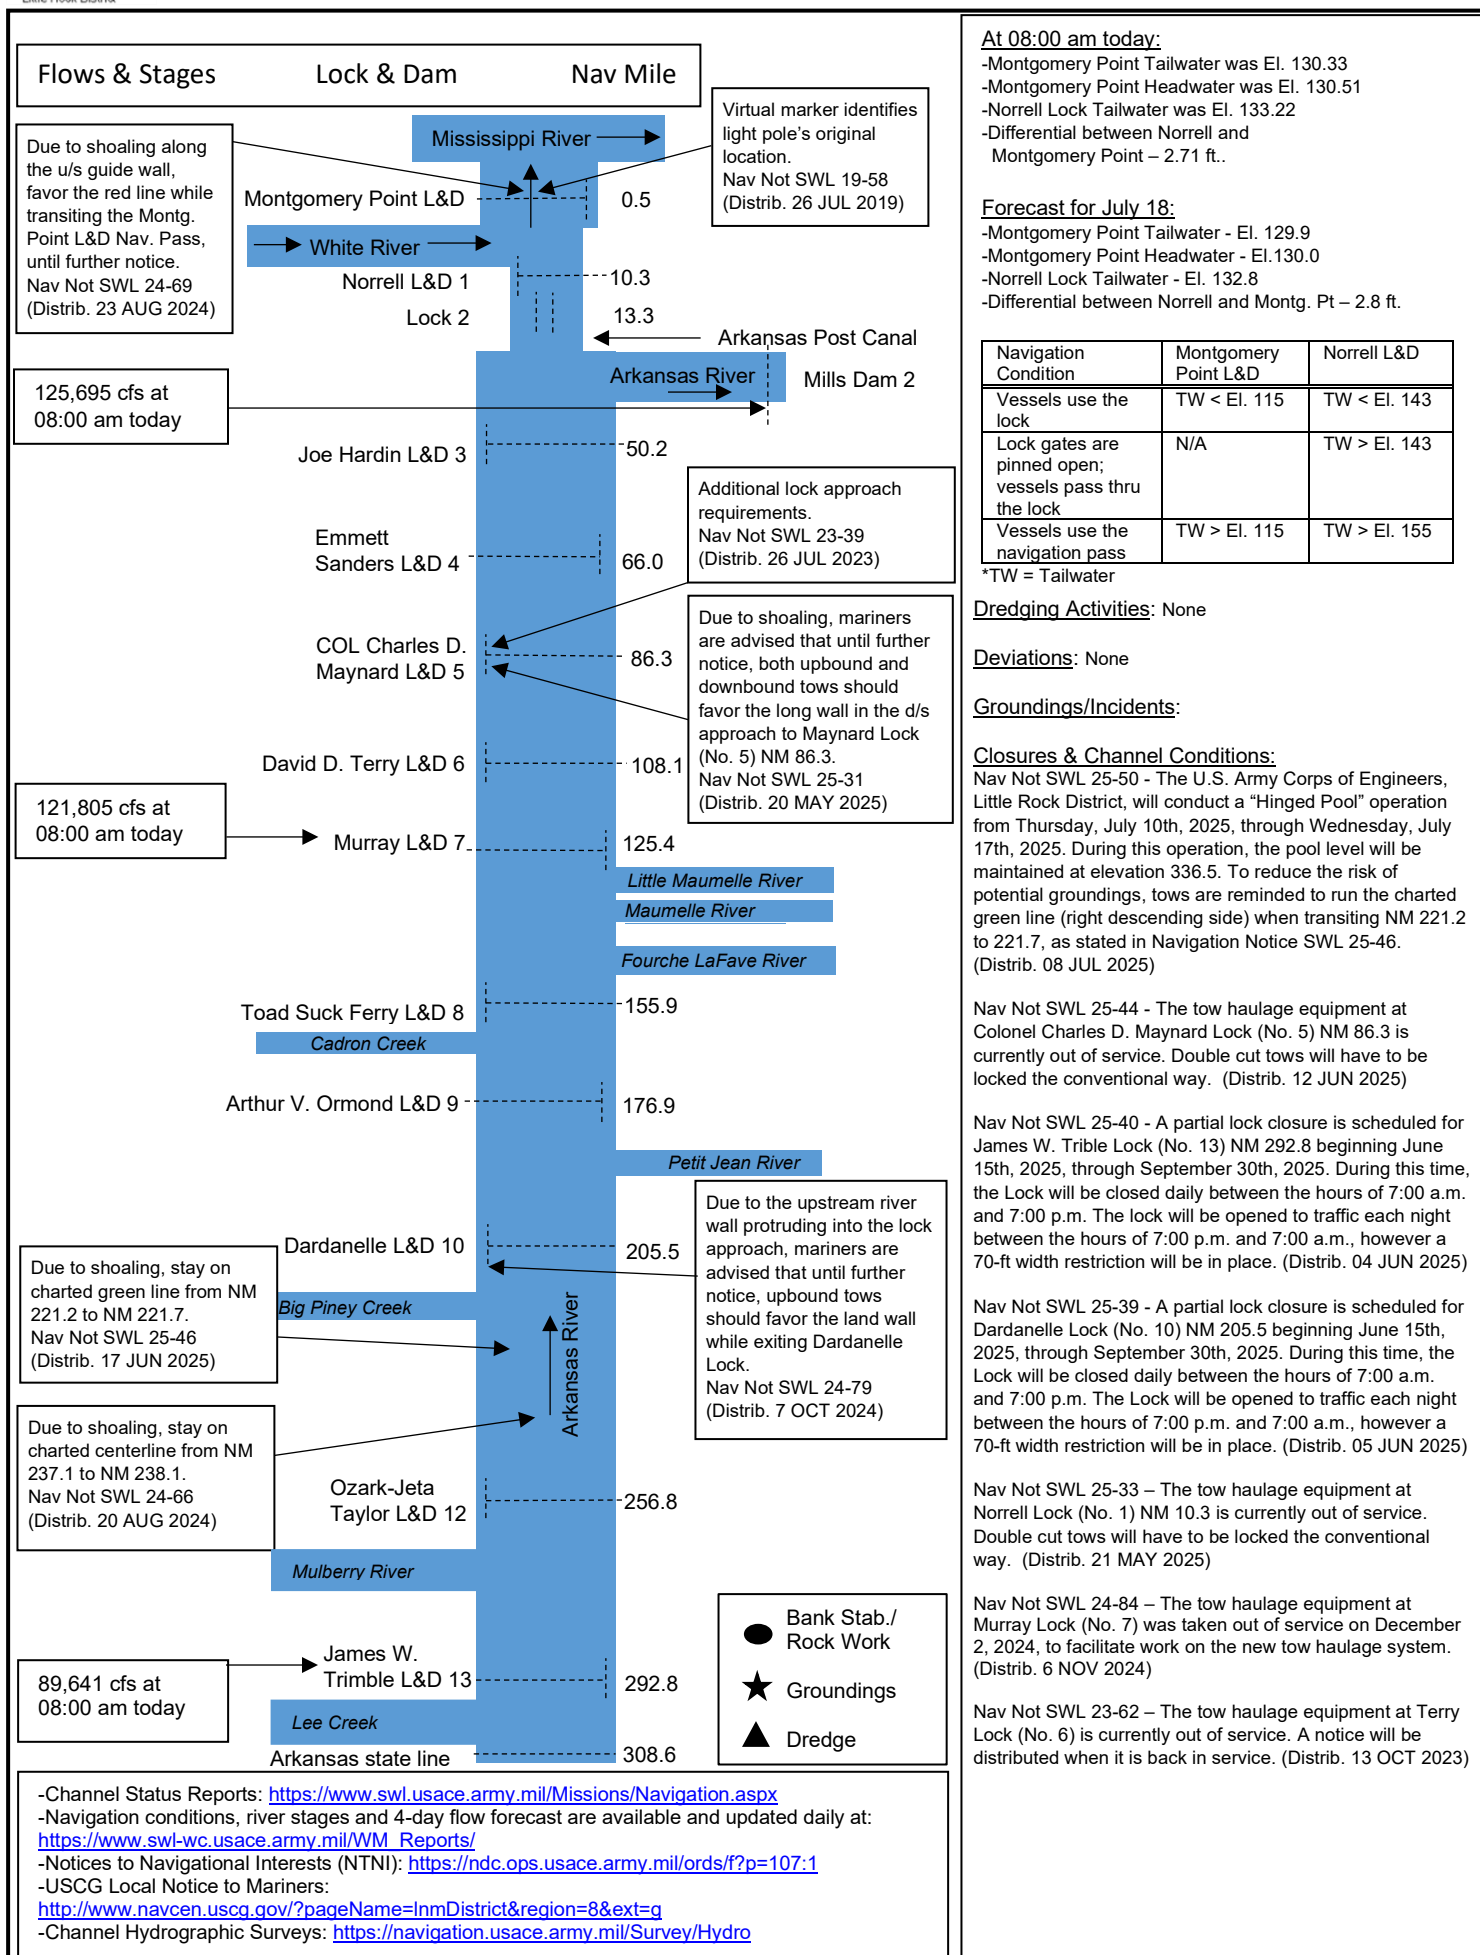 Little Rock District
Flows & Stages
Lock & Dam
Nav Mile
Mississippi River
Due to shoaling along
the u/s guide wall,
favor the red line while
transiting the Montg.
Point L&D Nav. Pass,
until further notice.
Nav Not SWL 24-69
(Distrib. 23 AUG 2024)
Virtual marker identifies
light pole's original
location.
Nav Not SWL 19-58
(Distrib. 26 JUL 2019)
Montgomery Point L&D
0.5
White River
Norrell L&D 1
10.3
Lock 2
13.3
Arkansas Post Canal
Arkansas River
Mills Dam 2
125,695 cfs at
08:00 am today
Joe Hardin L&D 3
50.2
Additional lock approach
requirements.
Nav Not SWL 23-39
(Distrib. 26 JUL 2023)
Emmett
Sanders L&D 4
66.0
Due to shoaling, mariners
are advised that until further
notice, both upbound and
downbound tows should
favor the long wall in the d/s
approach to Maynard Lock
(No. 5) NM 86.3.
Nav Not SWL 25-31
(Distrib. 20 MAY 2025)
COL Charles D.
Maynard L&D 5
86.3
David D. Terry L&D 6
108.1
121,805 cfs at
08:00 am today
Murray L&D 7
125.4
Little Maumelle River
Maumelle River
Fourche LaFave River
Toad Suck Ferry L&D 8
155.9
Cadron Creek
Arthur V. Ormond L&D 9
176.9
Petit Jean River
Due to the upstream river
wall protruding into the lock
approach, mariners are
advised that until further
notice, upbound tows
should favor the land wall
while exiting Dardanelle
Lock.
Nav Not SWL 24-79
(Distrib. 7 OCT 2024)
Dardanelle L&D 10
205.5
Due to shoaling, stay on
charted green line from NM
221.2 to NM 221.7.
Nav Not SWL 25-46
(Distrib. 17 JUN 2025)
Big Piney Creek
Arkansas River
Due to shoaling, stay on
charted centerline from NM
237.1 to NM 238.1.
Nav Not SWL 24-66
(Distrib. 20 AUG 2024)
Ozark-Jeta
Taylor L&D 12
256.8
Mulberry River
Bank Stab./
Rock Work
Groundings
Dredge
James W.
Trimble L&D 13
292.8
89,641 cfs at
08:00 am today
Lee Creek
Arkansas state line
308.6
-Channel Status Reports: https://www.swl.usace.army.mil/Missions/Navigation.aspx
-Navigation conditions, river stages and 4-day flow forecast are available and updated daily at:
https://www.swl-wc.usace.army.mil/WM_Reports/
-Notices to Navigational Interests (NTNI): https://ndc.ops.usace.army.mil/ords/f?p=107:1
-USCG Local Notice to Mariners:
http://www.navcen.uscg.gov/?pageName=lnmDistrict&region=8&ext=g
-Channel Hydrographic Surveys: https://navigation.usace.army.mil/Survey/Hydro
At 08:00 am today:
-Montgomery Point Tailwater was El. 130.33
-Montgomery Point Headwater was El. 130.51
-Norrell Lock Tailwater was El. 133.22
-Differential between Norrell and
Montgomery Point – 2.71 ft..
Forecast for July 18:
-Montgomery Point Tailwater - El. 129.9
-Montgomery Point Headwater - El.130.0
-Norrell Lock Tailwater - El. 132.8
-Differential between Norrell and Montg. Pt – 2.8 ft.
Navigation Condition
Montgomery Point L&D
Norrell L&D
Vessels use the lock
TW < El. 115
TW < El. 143
Lock gates are pinned open; vessels pass thru the lock
N/A
TW > El. 143
Vessels use the navigation pass
TW > El. 115
TW > El. 155
*TW = Tailwater
Dredging Activities: None
Deviations: None
Groundings/Incidents:
Closures & Channel Conditions:
Nav Not SWL 25-50 - The U.S. Army Corps of Engineers,
Little Rock District, will conduct a “Hinged Pool” operation
from Thursday, July 10th, 2025, through Wednesday, July
17th, 2025. During this operation, the pool level will be
maintained at elevation 336.5. To reduce the risk of
potential groundings, tows are reminded to run the charted
green line (right descending side) when transiting NM 221.2
to 221.7, as stated in Navigation Notice SWL 25-46.
(Distrib. 08 JUL 2025)
Nav Not SWL 25-44 - The tow haulage equipment at
Colonel Charles D. Maynard Lock (No. 5) NM 86.3 is
currently out of service. Double cut tows will have to be
locked the conventional way. (Distrib. 12 JUN 2025)
Nav Not SWL 25-40 - A partial lock closure is scheduled for
James W. Trible Lock (No. 13) NM 292.8 beginning June
15th, 2025, through September 30th, 2025. During this time,
the Lock will be closed daily between the hours of 7:00 a.m.
and 7:00 p.m. The lock will be opened to traffic each night
between the hours of 7:00 p.m. and 7:00 a.m., however a
70-ft width restriction will be in place. (Distrib. 04 JUN 2025)
Nav Not SWL 25-39 - A partial lock closure is scheduled for
Dardanelle Lock (No. 10) NM 205.5 beginning June 15th,
2025, through September 30th, 2025. During this time, the
Lock will be closed daily between the hours of 7:00 a.m.
and 7:00 p.m. The Lock will be opened to traffic each night
between the hours of 7:00 p.m. and 7:00 a.m., however a
70-ft width restriction will be in place. (Distrib. 05 JUN 2025)
Nav Not SWL 25-33 – The tow haulage equipment at
Norrell Lock (No. 1) NM 10.3 is currently out of service.
Double cut tows will have to be locked the conventional
way. (Distrib. 21 MAY 2025)
Nav Not SWL 24-84 – The tow haulage equipment at
Murray Lock (No. 7) was taken out of service on December
2, 2024, to facilitate work on the new tow haulage system.
(Distrib. 6 NOV 2024)
Nav Not SWL 23-62 – The tow haulage equipment at Terry
Lock (No. 6) is currently out of service. A notice will be
distributed when it is back in service. (Distrib. 13 OCT 2023)